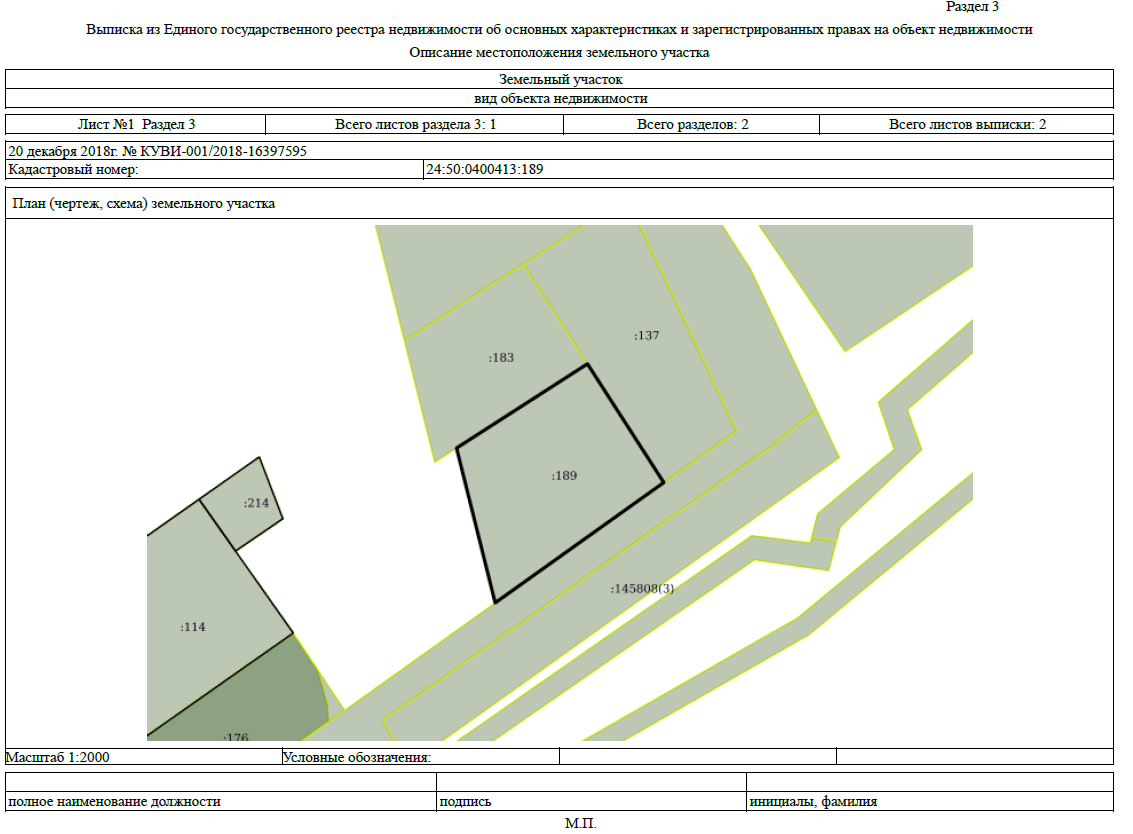 Раздел 3
Выписка из Единого государственного реестра недвижимости об основных характеристиках и зарегистрированных правах на объект недвижимости
Описание местоположения земельного участка
Земельный участок
вид объекта недвижимости
Лист №1 Раздел 3 Всего листов раздела 3: 1 Всего разделов: 2 Всего листов выписки: 2
20 декабря 2018г. № КУВИ-001/2018-16397595
Кадастровый номер: 24:50:0400413:189
План (чертеж, схема) земельного участка
:137
:183
:189
:214
:145808(3)
:114
:176
Масштаб 1:2000 Условные обозначения:
полное наименование должности подпись инициалы, фамилия
М.П.